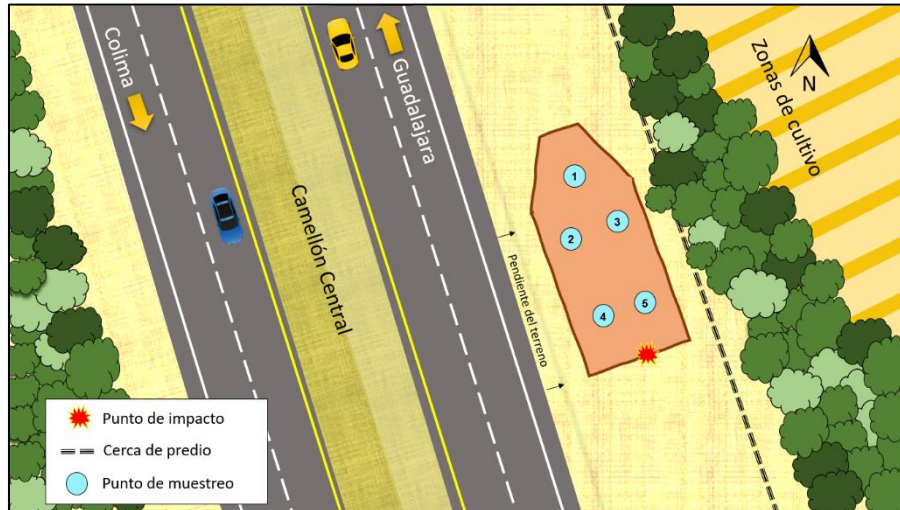 Colima
Guadalajara
Camellón Central
Pendiente del terreno
Zonas de cultivo
N
1
2
3
4
5
Punto de impacto
Cerca de predio
Punto de muestreo